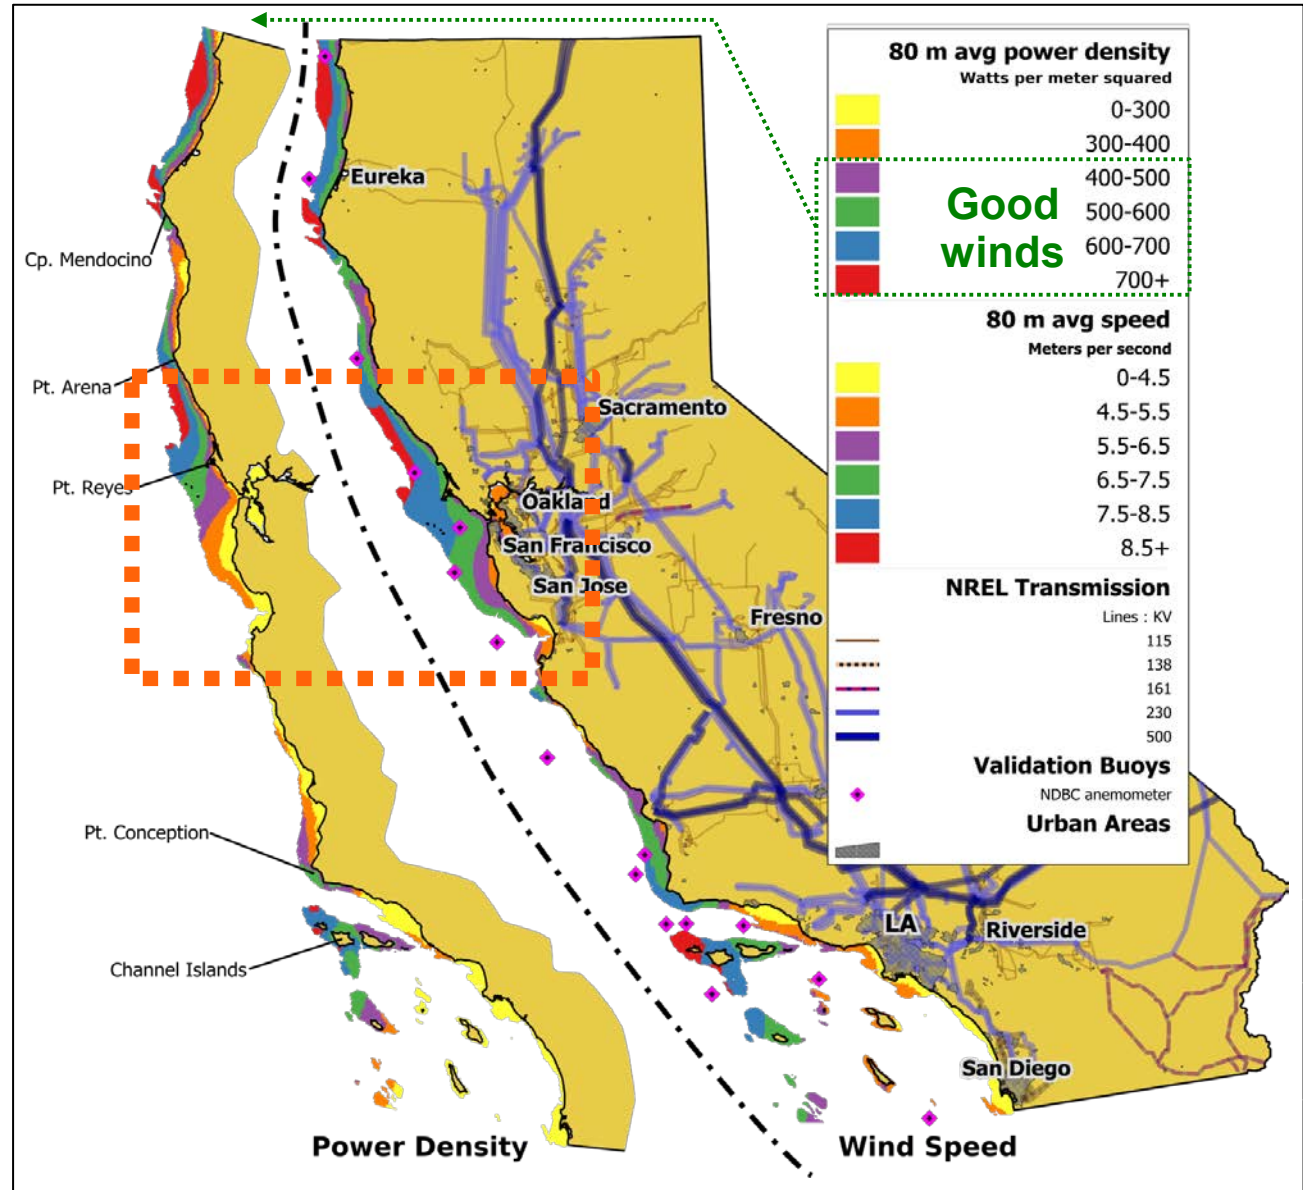 80 m avg power density
Watts per meter squared
0-300
300-400
400-500
500-600
600-700
700+
Good
winds
80 m avg speed
Meters per second
0-4.5
4.5-5.5
5.5-6.5
6.5-7.5
7.5-8.5
8.5+
NREL Transmission
Lines : KV
115
138
161
230
500
Validation Buoys
NDBC anemometer
Urban Areas
Eureka
Cp. Mendocino
Pt. Arena
Sacramento
Pt. Reyes
Oakland
San Francisco
San Jose
Fresno
Pt. Conception
LA
Riverside
Channel Islands
San Diego
Power Density
Wind Speed